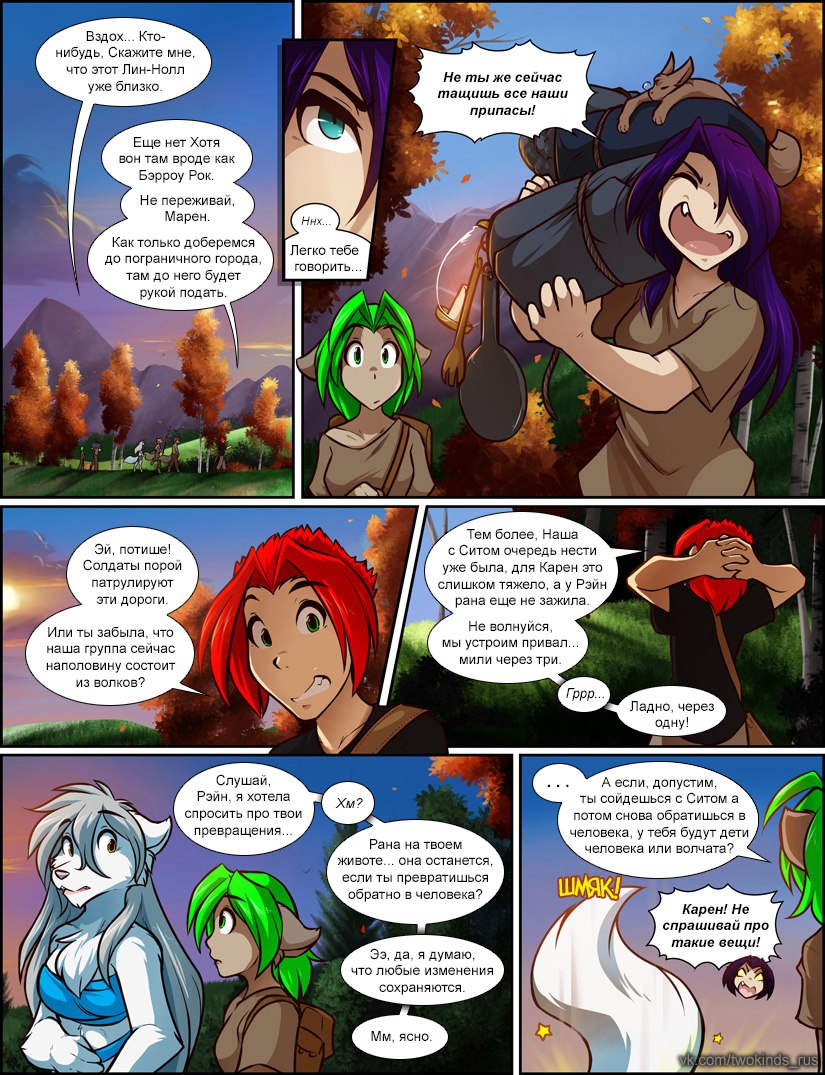 Вздох... Кто-
нибудь, Скажите мне,
что этот Лин-Нолл
уже близко.
Еще нет Хотя
вон там вроде как
Бэрроу Рок.
Не переживай,
Марен.
Как только доберемся
до пограничного города,
там до него будет
рукой подать.
Ннх...
Легко тебе
говорить...
Не ты же сейчас
тащишь все наши
припасы!
Эй, потише!
Солдаты порой
патрулируют
эти дороги.
Или ты забыла, что
наша группа сейчас
наполовину состоит
из волков?
Тем более, Наша
с Ситом очередь нести
уже была, для Карен это
слишком тяжело, а у Рэйн
рана еще не зажила.
Не волнуйся,
мы устроим привал...
мили через три.
Гррр...
Ладно, через
одну!
Слушай,
Рэйн, я хотела
спросить про твои
превращения...
Хм?
Рана на твоем
животе... она останется,
если ты превратишься
обратно в человека?
Ээ, да, я думаю,
что любые изменения
сохраняются.
Мм, ясно.
...
А если, допустим,
ты сойдешься с Ситом а
потом снова обратишься в
человека, у тебя будут дети
человека или волчата?
ШМЯК!
Карен! Не
спрашивай про
такие вещи!
vk.com/twokinds_rus